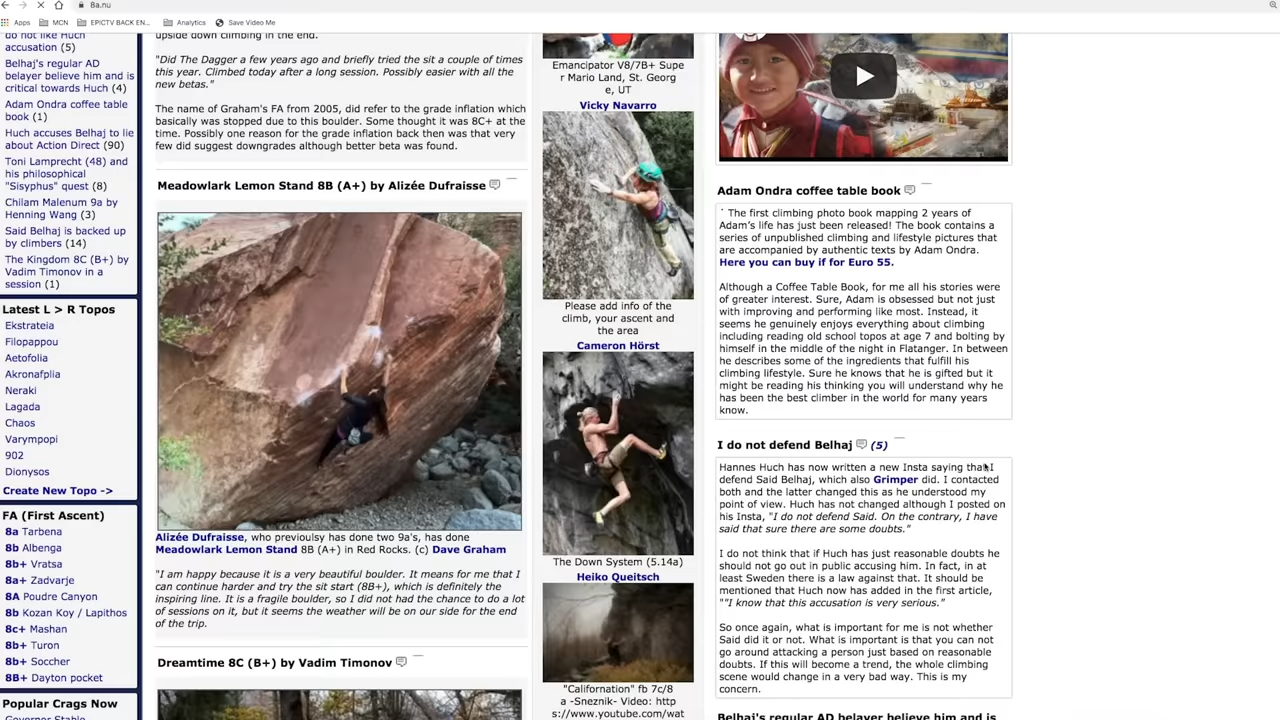 8a.nu
Apps
MCN
EPICTV BACK EN...
Analytics
Save Video Me
do not like Huch
accusation (5)
Belhaj's regular AD
belayer believe him and is
critical towards Huch (4)
Adam Ondra coffee table
book (1)
Huch accuses Belhaj to lie
about Action Direct (90)
Toni Lamprecht (48) and
his philosophical
"Sisyphus" quest (8)
Chilam Malenum 9a by
Henning Wang (3)
Said Belhaj is backed up
by climbers (14)
The Kingdom 8C (B+) by
Vadim Timonov in a
session (1)
Latest L > R Topos
Ekstrateia
Filopappou
Aetofolia
Akronafplia
Neraki
Lagada
Chaos
Varympopi
902
Dionysos
Create New Topo ->
FA (First Ascent)
8a Tarbena
8b Albenga
8b+ Vratsa
8a+ Zadvarje
8A Poudre Canyon
8b Kozan Koy / Lapithos
8c+ Mashan
8b+ Turon
8b+ Soccher
8B+ Dayton pocket
Popular Crags Now
Governor Stable
upside down climbing in the end.
"Did The Dagger a few years ago and briefly tried the sit a couple of times
this year. Climbed today after a long session. Possibly easier with all the
new betas."
The name of Graham's FA from 2005, did refer to the grade inflation which
basically was stopped due to this boulder. Some thought it was 8C+ at the
time. Possibly one reason for the grade inflation back then was that very
few did suggest downgrades although better beta was found.
Meadowlark Lemon Stand 8B (A+) by Alizée Dufraisse
Alizée Dufraisse, who previoulsy has done two 9a's, has done
Meadowlark Lemon Stand 8B (A+) in Red Rocks. (c) Dave Graham
"I am happy because it is a very beautiful boulder. It means for me that I
can continue harder and try the sit start (8B+), which is definitely the
inspiring line. It is a fragile boulder, so I did not had the chance to do a lot
of sessions on it, but it seems the weather will be on our side for the end
of the trip.
Dreamtime 8C (B+) by Vadim Timonov
Emancipator V8/7B+ Supe
r Mario Land, St. Georg
e, UT
Vicky Navarro
Please add info of the
climb, your ascent and
the area
Cameron Hörst
The Down System (5.14a)
Heiko Queitsch
"Californation" fb 7c/8
a -Sneznik- Video: http
s://www.youtube.com/wat
Adam Ondra coffee table book
` The first climbing photo book mapping 2 years of
Adam's life has just been released! The book contains a
series of unpublished climbing and lifestyle pictures that
are accompanied by authentic texts by Adam Ondra.
Here you can buy if for Euro 55.
Although a Coffee Table Book, for me all his stories were
of greater interest. Sure, Adam is obsessed but not just
with improving and performing like most. Instead, it
seems he genuinely enjoys everything about climbing
including reading old school topos at age 7 and bolting by
himself in the middle of the night in Flatanger. In between
he describes some of the ingredients that fulfill his
climbing lifestyle. Sure he knows that he is gifted but it
might be reading his thinking you will understand why he
has been the best climber in the world for many years
know.
I do not defend Belhaj (5)
Hannes Huch has now written a new Insta saying that I
defend Said Belhaj, which also Grimper did. I contacted
both and the latter changed this as he understood my
point of view. Huch has not changed although I posted on
his Insta, "I do not defend Said. On the contrary, I have
said that sure there are some doubts."
I do not think that if Huch has just reasonable doubts he
should not go out in public accusing him. In fact, in at
least Sweden there is a law against that. It should be
mentioned that Huch now has added in the first article,
""I know that this accusation is very serious."
So once again, what is important for me is not whether
Said did it or not. What is important is that you can not
go around attacking a person just based on reasonable
doubts. If this will become a trend, the whole climbing
scene would change in a very bad way. This is my
concern.
Belhaj's regular AD belayer believe him and is